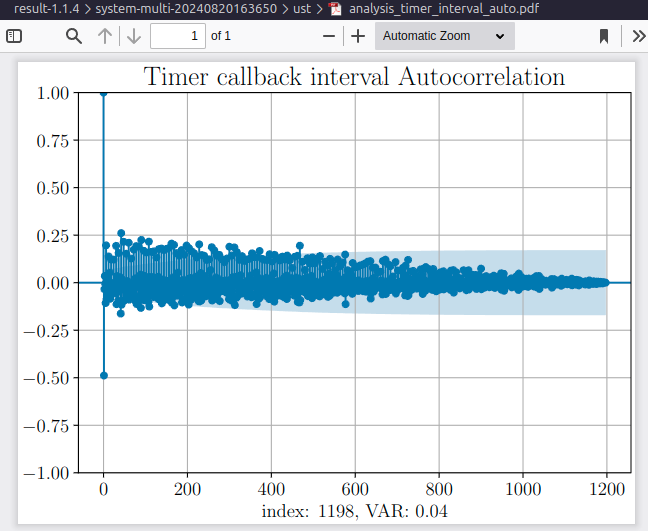 result-1.1.4 > system-multi-20240820163650 > ust > analysis_timer_interval_auto.pdf
1 of 1 Automatic Zoom
Timer callback interval Autocorrelation
1.00
0.75
0.50
0.25
0.00
−0.25
−0.50
−0.75
−1.00
0 200 400 600 800 1000 1200
index: 1198, VAR: 0.04